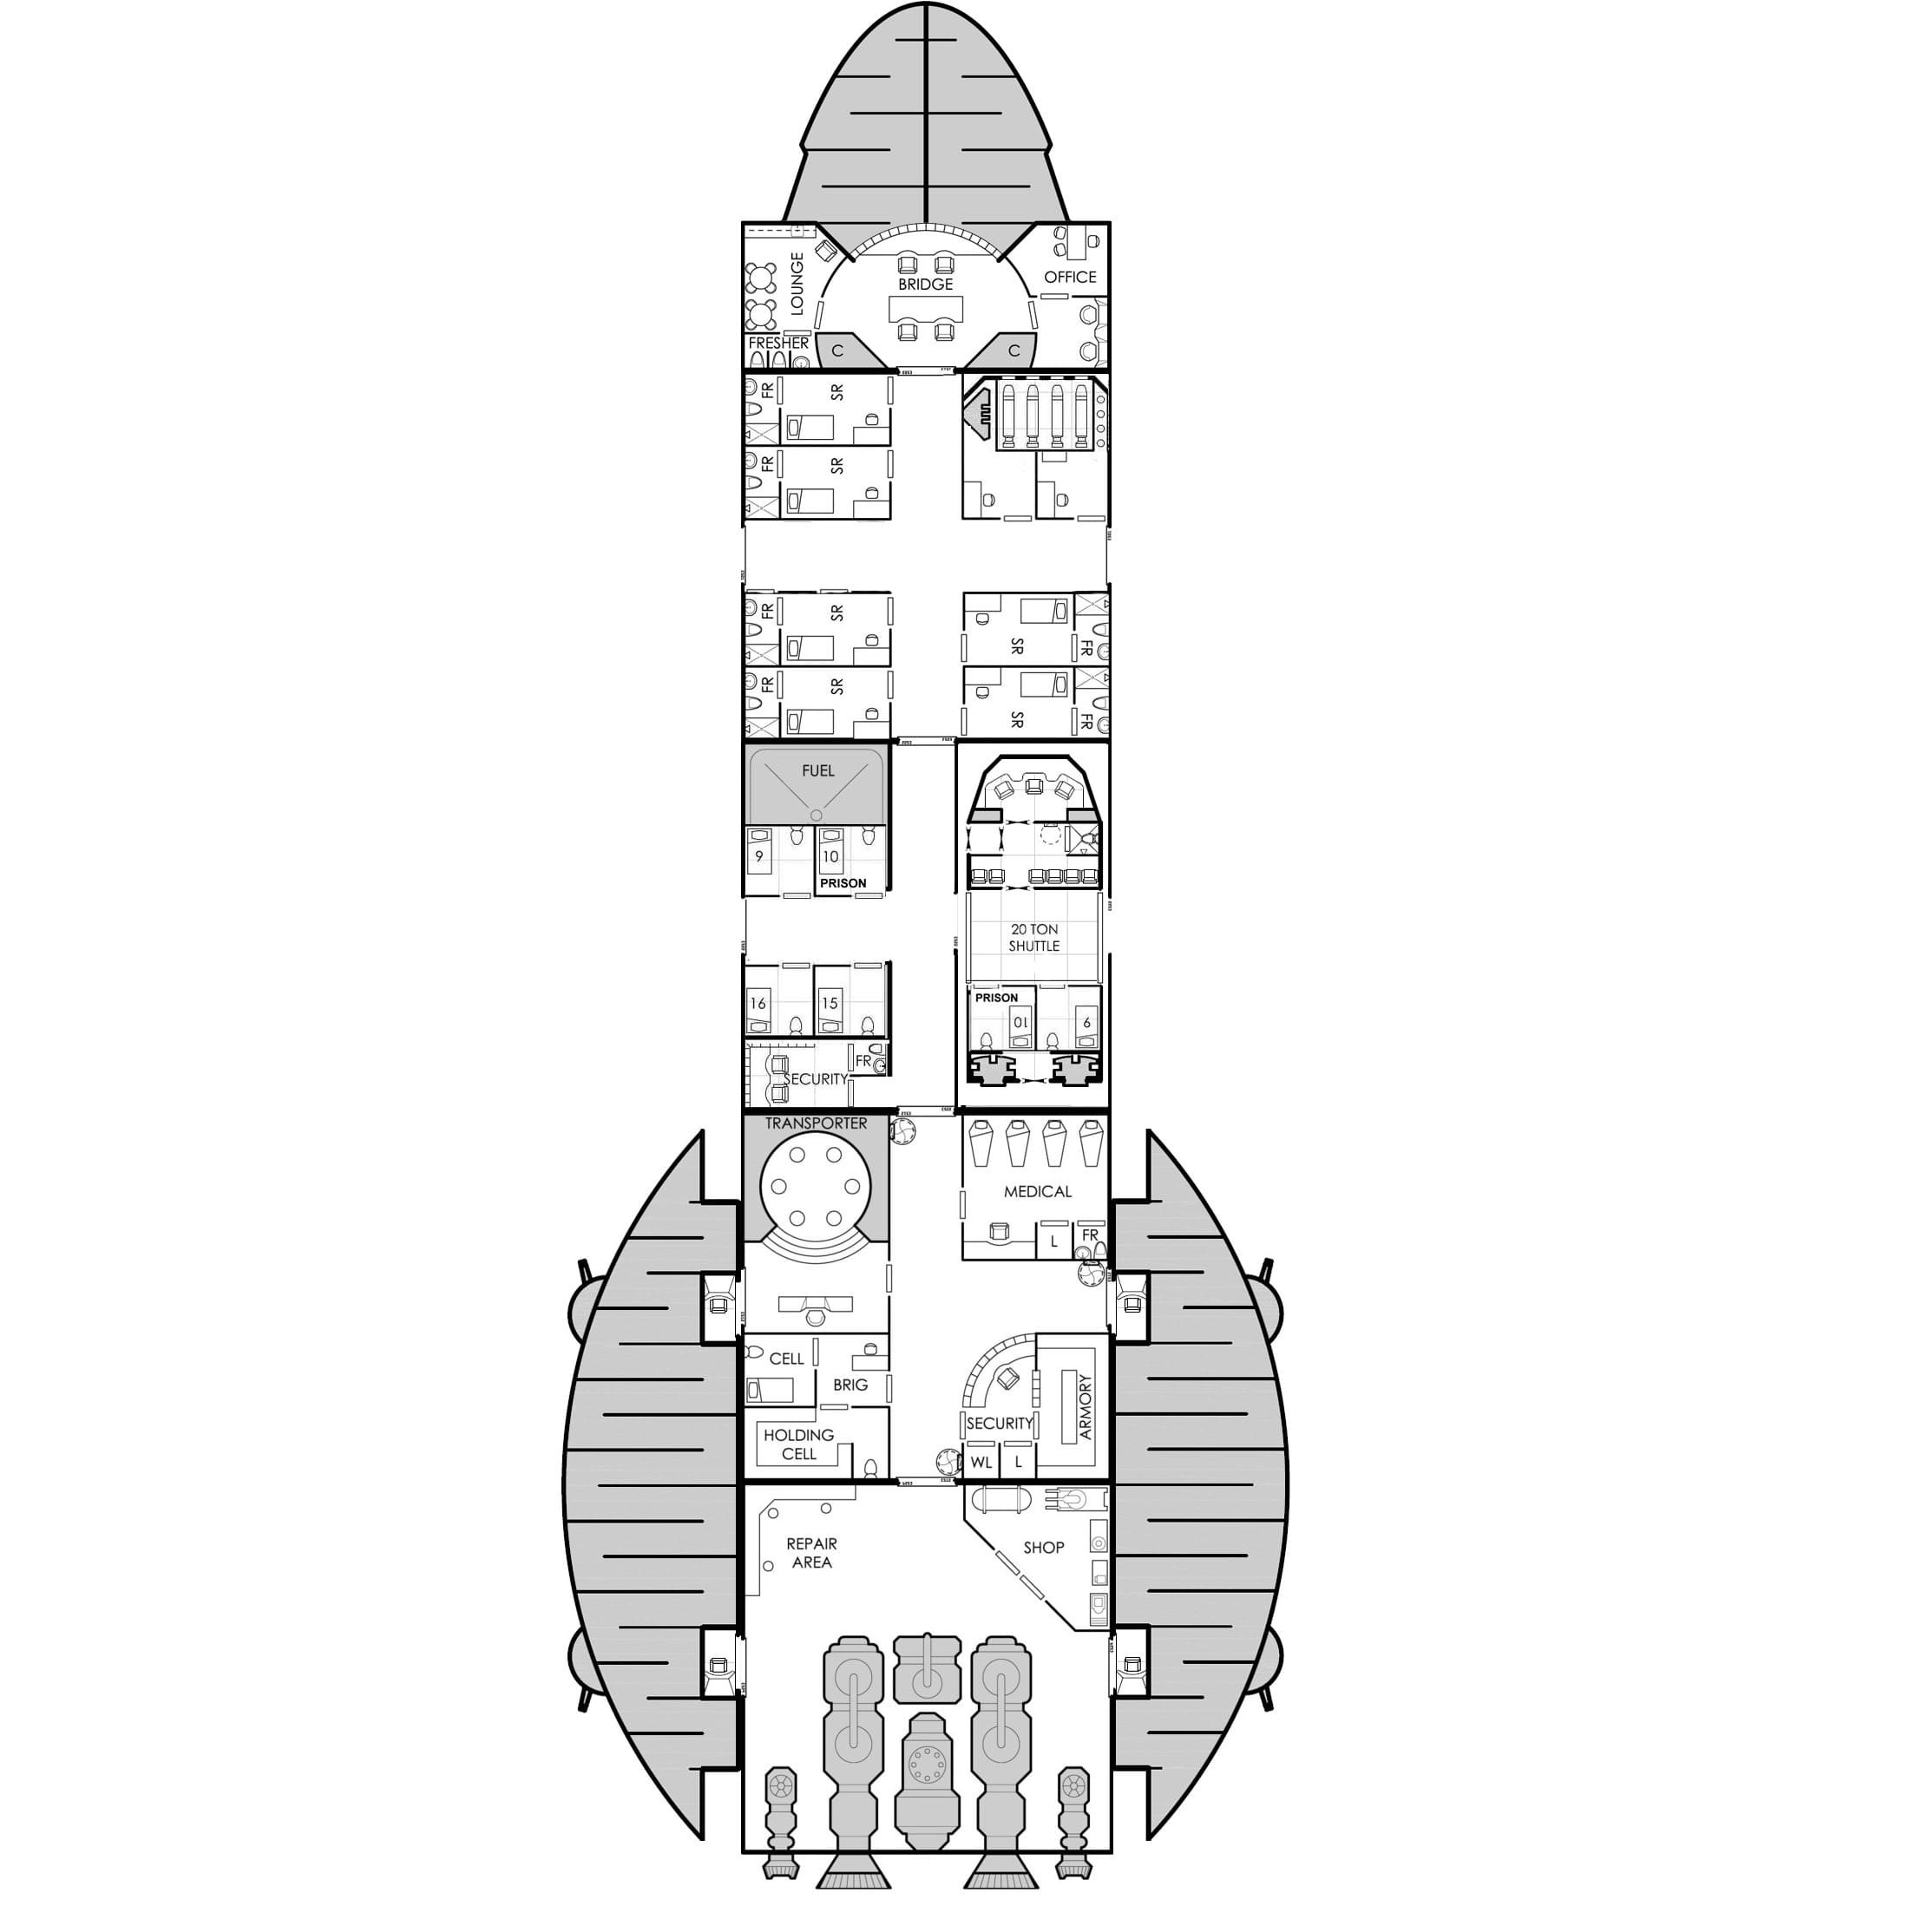 LOUNGE
BRIDGE
OFFICE
FRESHER
C
C
FR
SR
FR
SR
FR
SR
SR
FR
FR
SR
SR
FR
FUEL
9
10
PRISON
20 TON
SHUTTLE
16
15
PRISON
10
9
FR
SECURITY
TRANSPORTER
MEDICAL
L
FR
CELL
BRIG
ARMORY
SECURITY
HOLDING
CELL
WL
L
REPAIR
AREA
SHOP